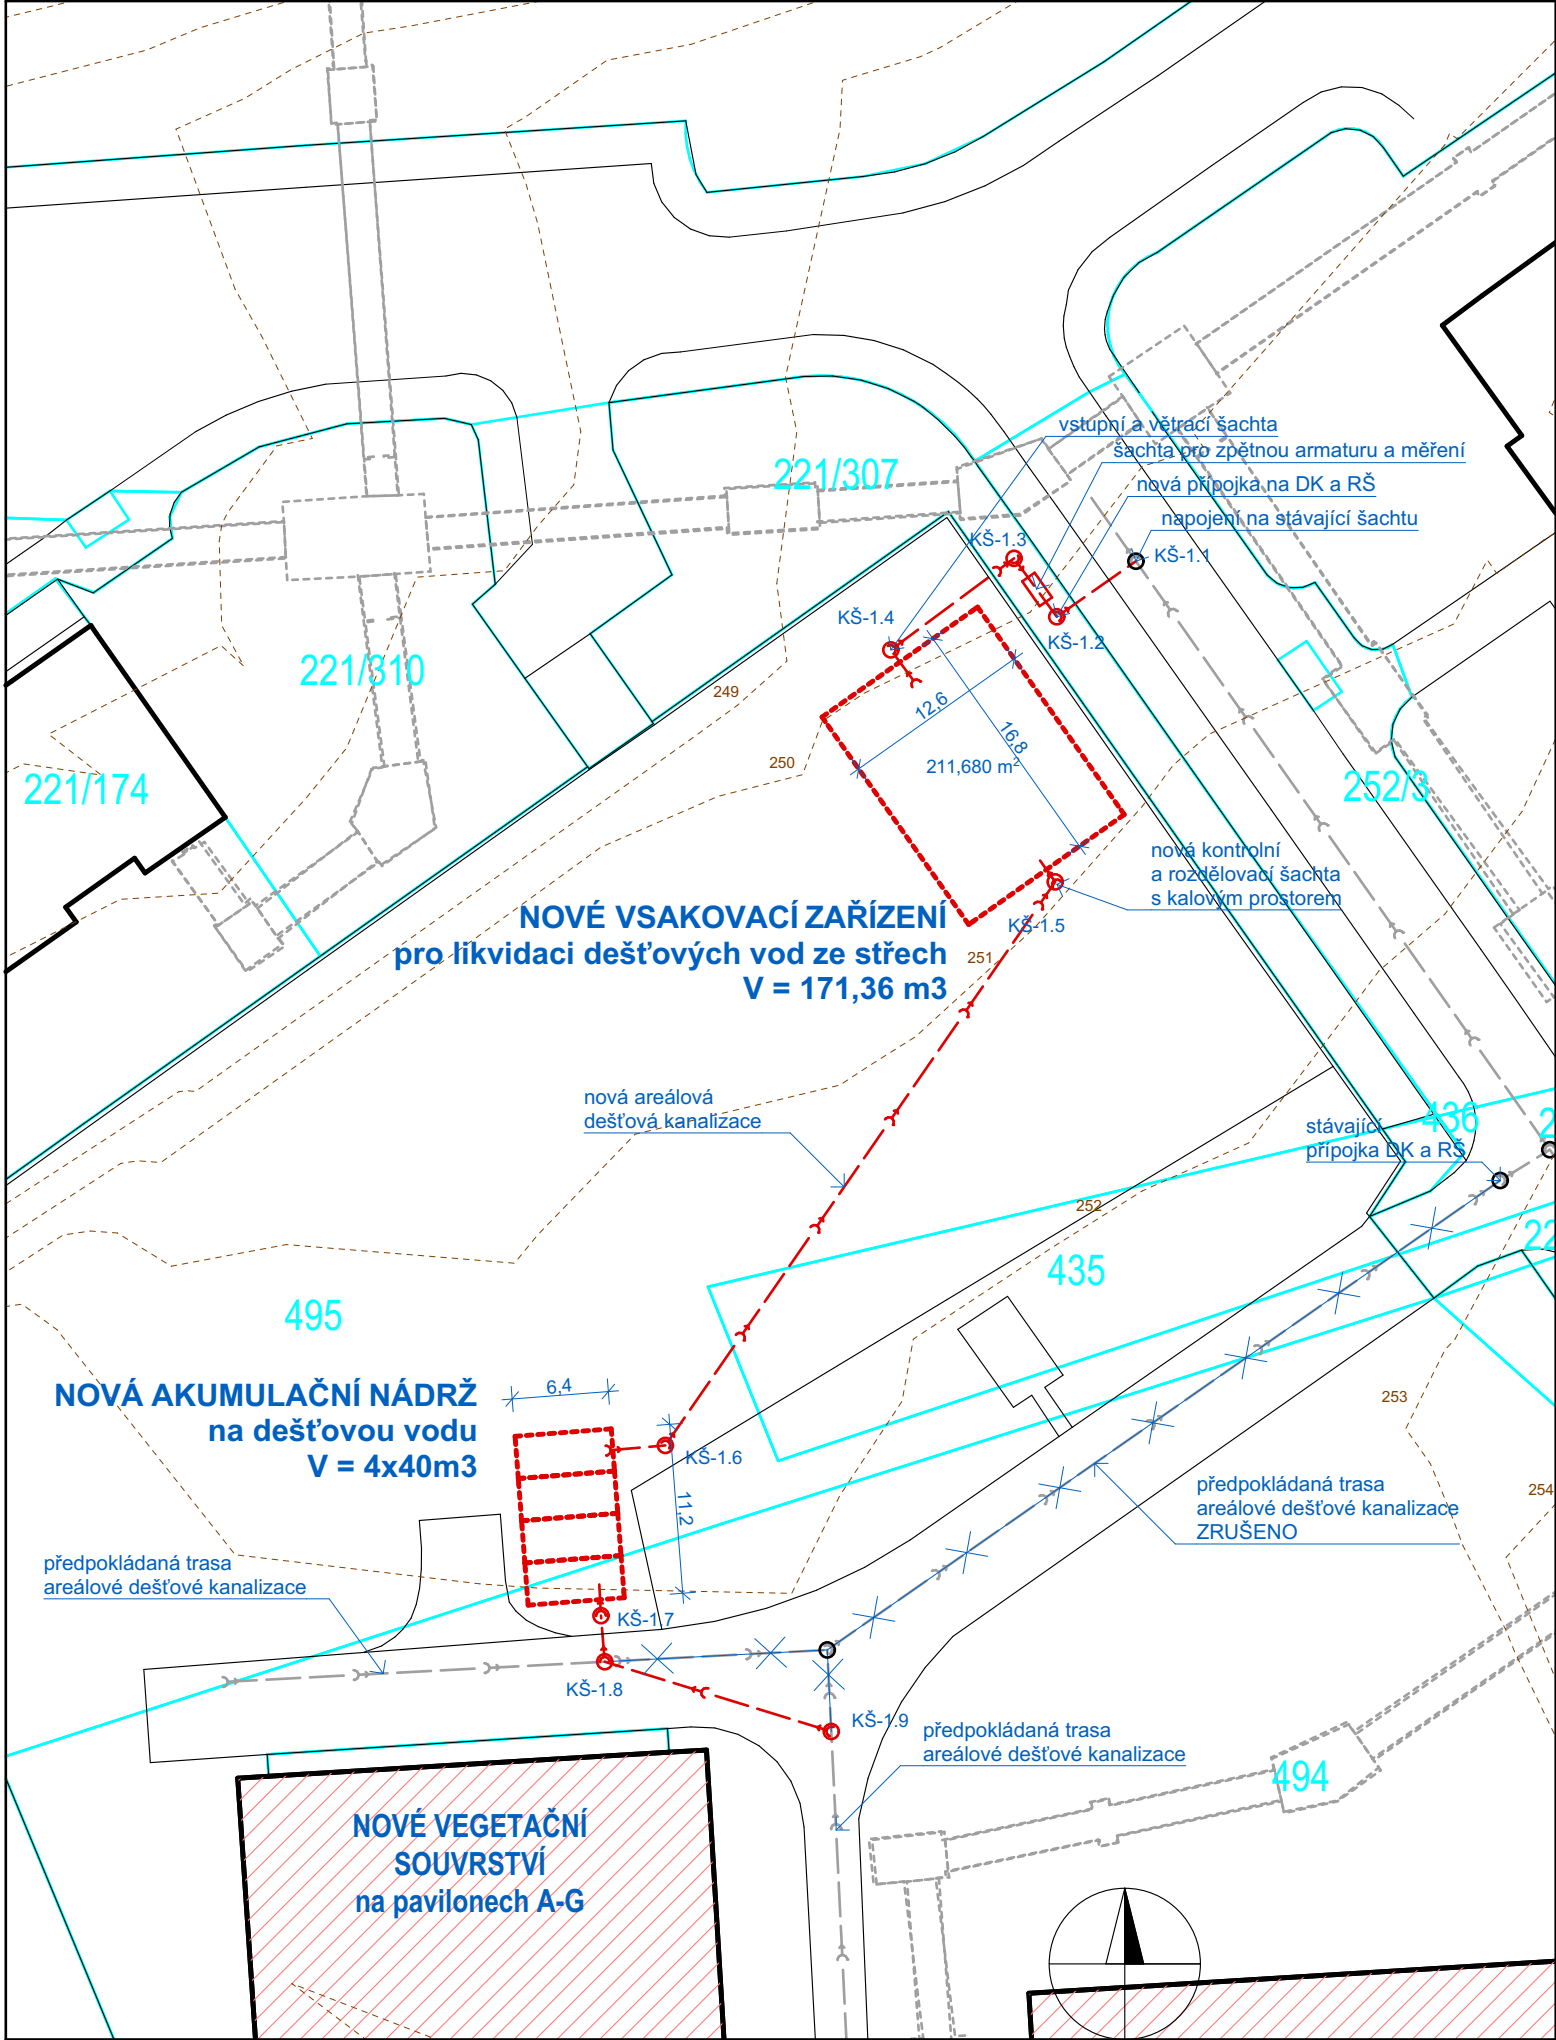 vstupní a větrací šachta
šachta pro zpětnou armaturu a měření
221/307
nová přípojka na DK a RŠ
napojení na stávající šachtu
KŠ-1.3
KŠ-1.1
KŠ-1.4
KŠ-1.2
221/310
249
12,6
16,8
250
211,680 m²
221/174
252/3
nová kontrolní
a rozdělovací šachta
s kalovým prostorem
NOVÉ VSAKOVACÍ ZAŘÍZENÍ
pro likvidaci dešťových vod ze střech
V = 171,36 m3
KŠ-1.5
251
nová areálová
dešťová kanalizace
436
2
stávající
přípojka DK a RŠ
252
22
435
495
NOVÁ AKUMULAČNÍ NÁDRŽ
na dešťovou vodu
V = 4x40m3
6,4
253
KŠ-1.6
11,2
předpokládaná trasa
areálové dešťové kanalizace
ZRUŠENO
254
předpokládaná trasa
areálové dešťové kanalizace
KŠ-1.7
KŠ-1.8
KŠ-1.9
předpokládaná trasa
areálové dešťové kanalizace
494
NOVÉ VEGETAČNÍ
SOUVRSTVÍ
na pavilonech A-G